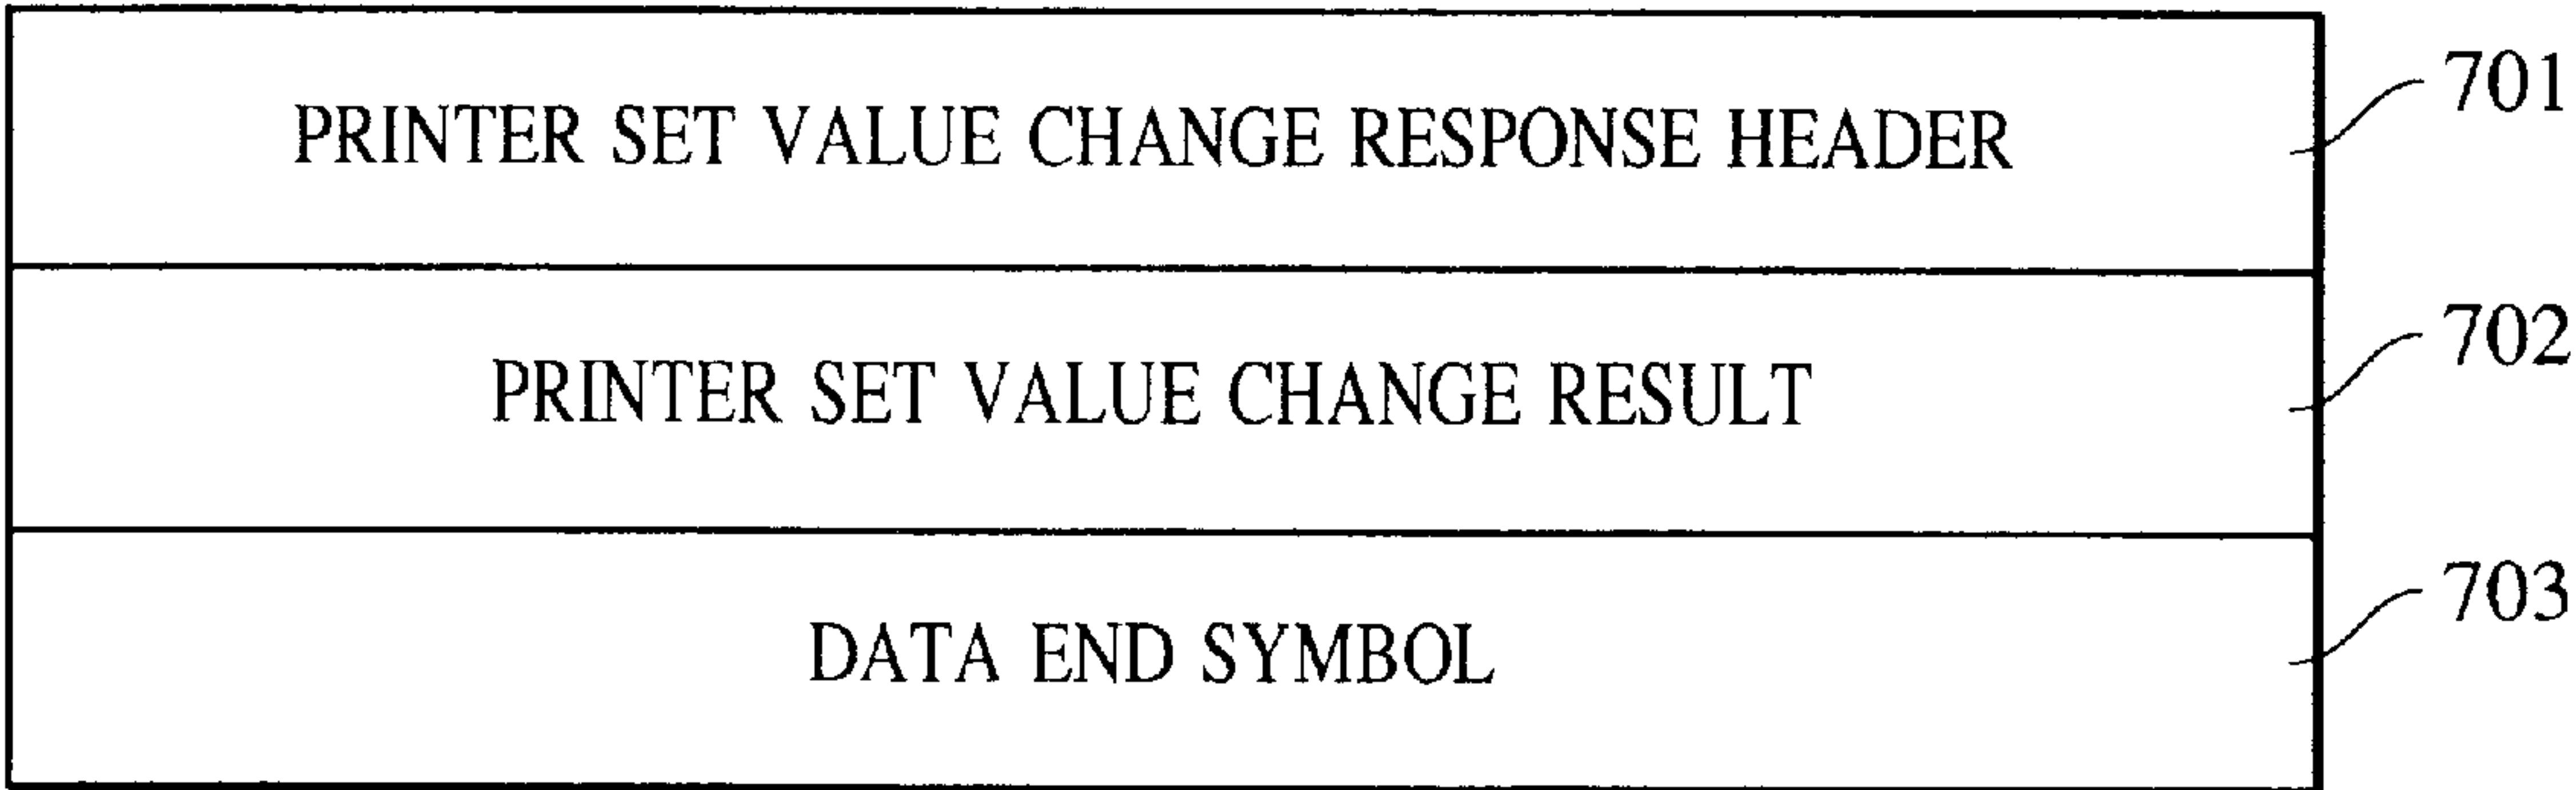 PRINTER SET VALUE CHANGE RESPONSE HEADER 701
PRINTER SET VALUE CHANGE RESULT 702
DATA END SYMBOL 703